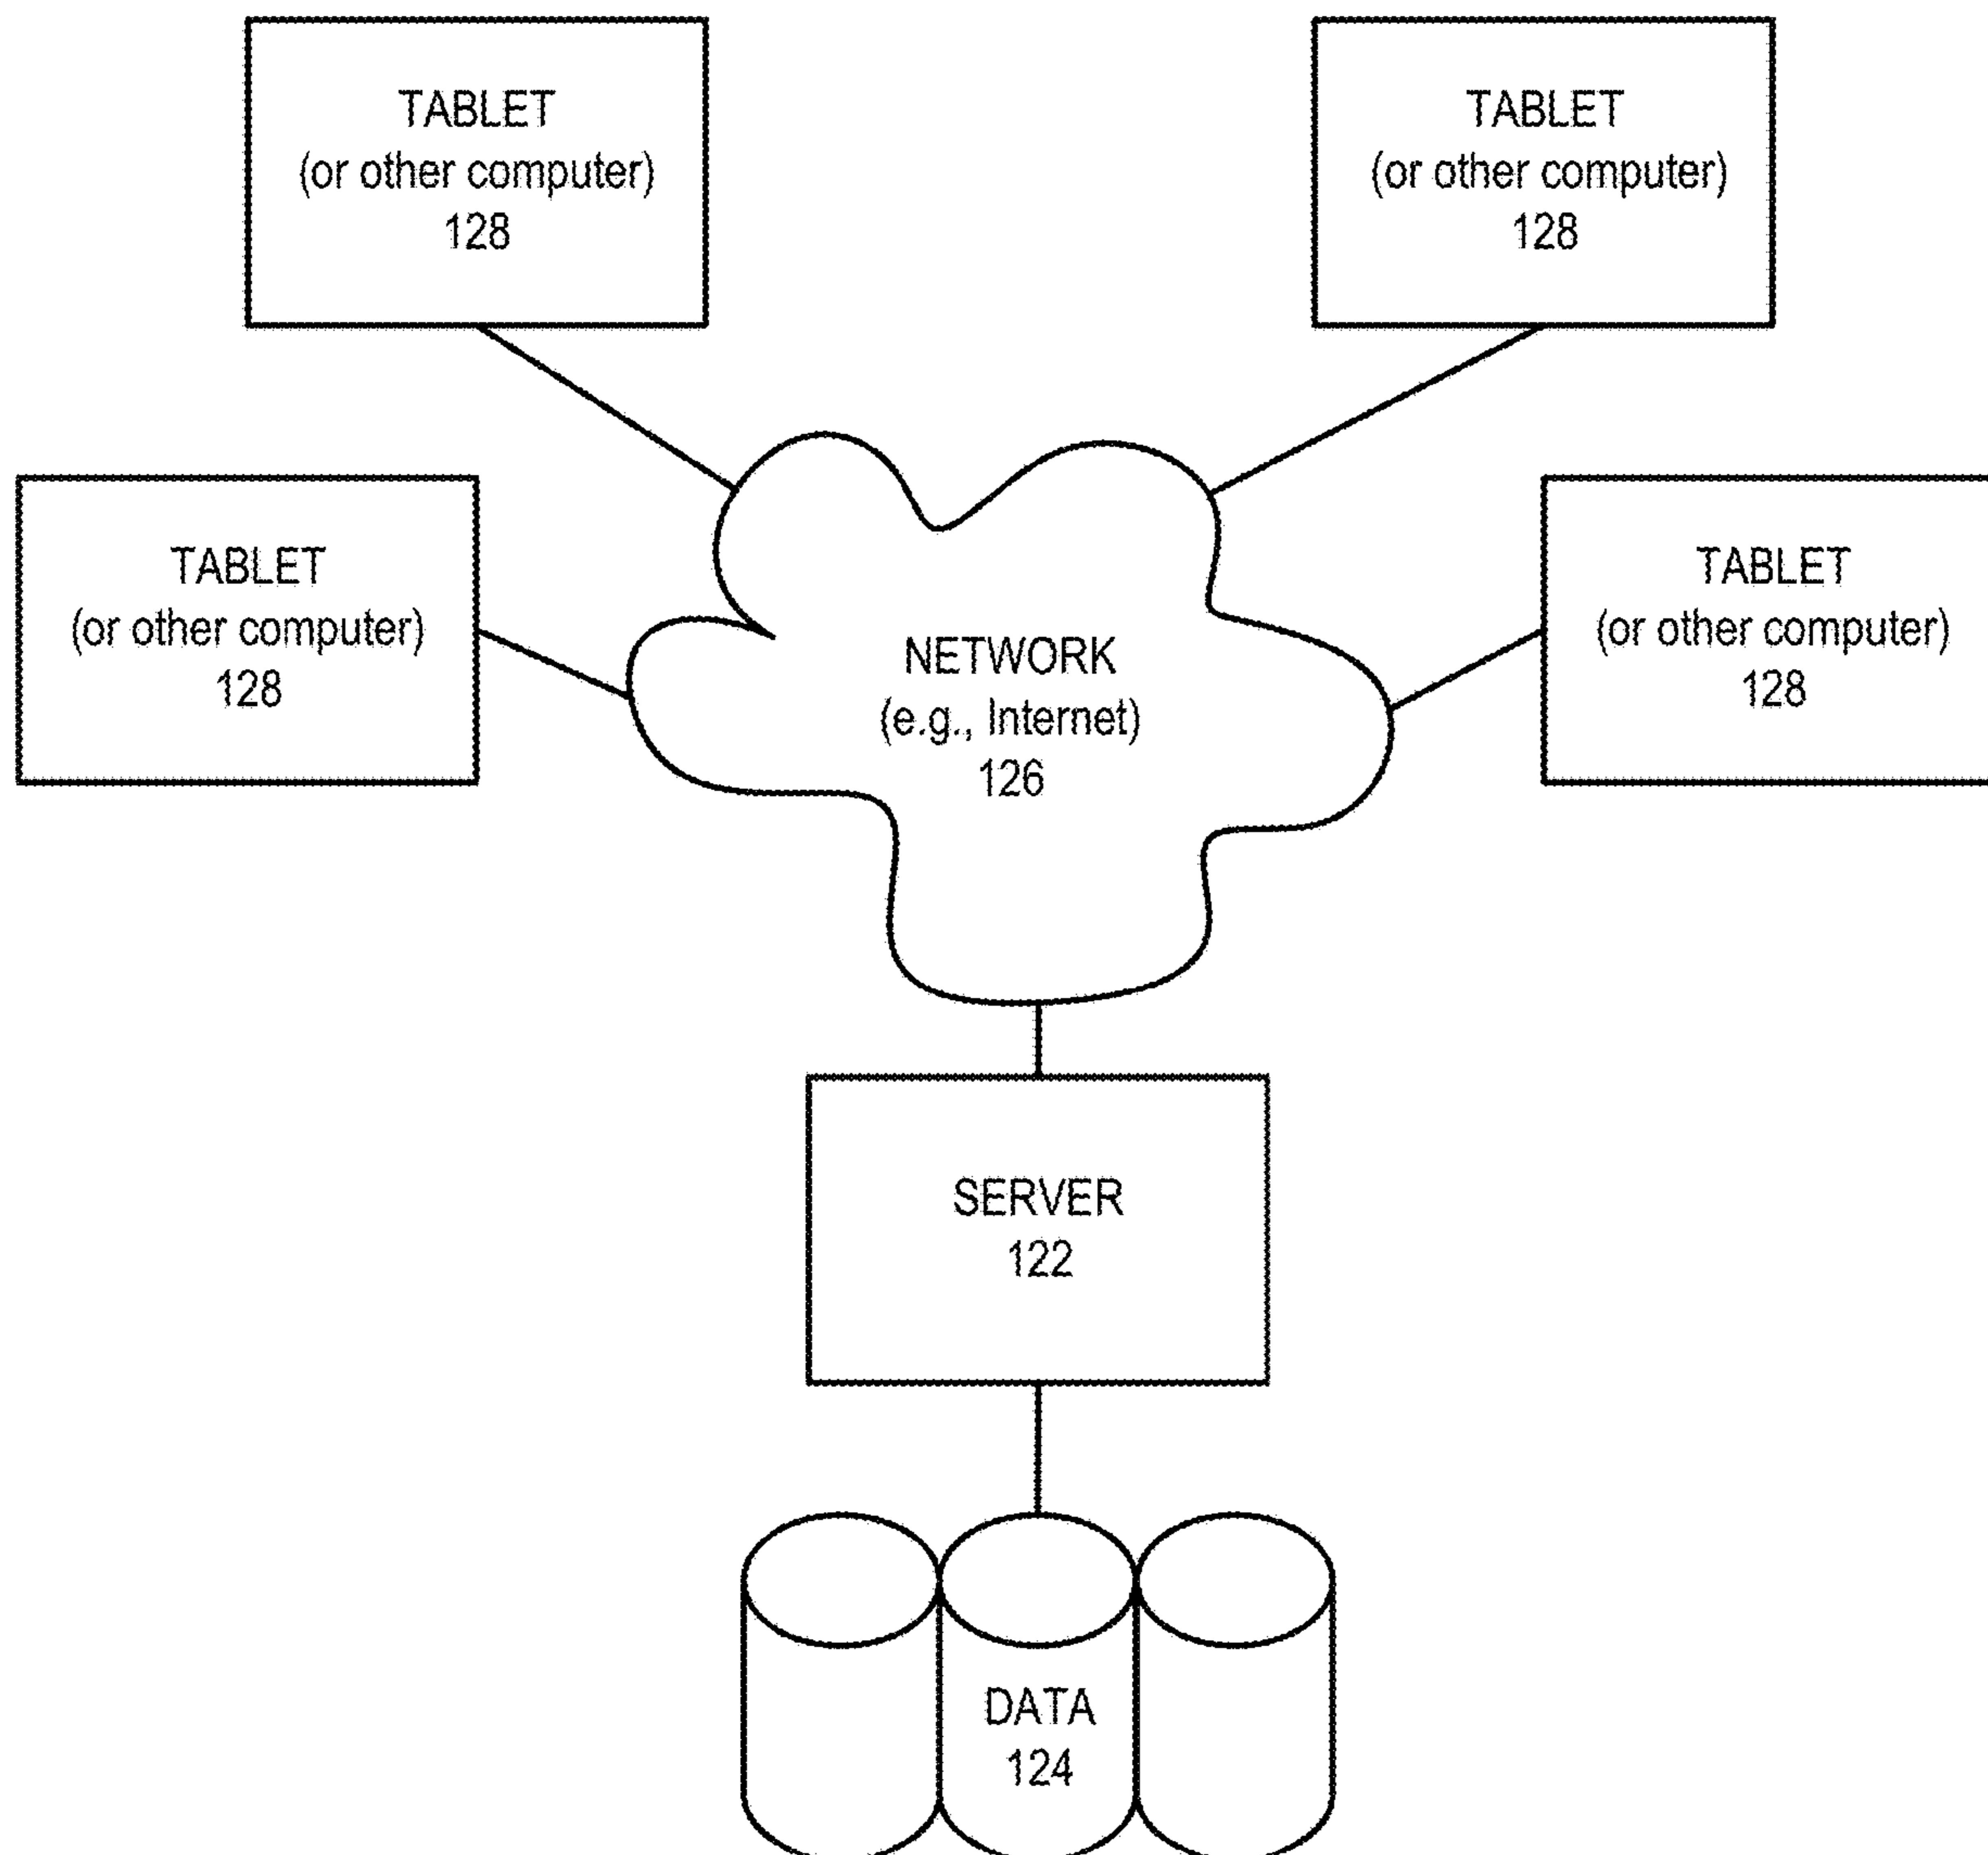 TABLET
(or other computer)
128
TABLET
(or other computer)
128
TABLET
(or other computer)
128
NETWORK
(e.g., Internet)
126
TABLET
(or other computer)
128
SERVER
122
DATA
124